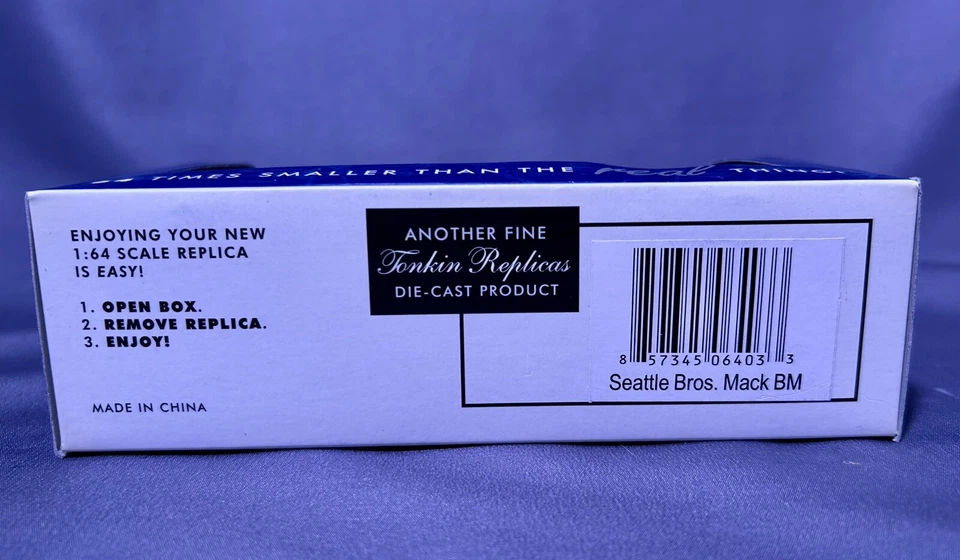 TIMES SMALLER THAN THE real THING!
ENJOYING YOUR NEW
1:64 SCALE REPLICA
IS EASY!
1. OPEN BOX.
2. REMOVE REPLICA.
3. ENJOY!
MADE IN CHINA
ANOTHER FINE
Tonkin Replicas
DIE-CAST PRODUCT
8 57345 06403 3
Seattle Bros. Mack BM